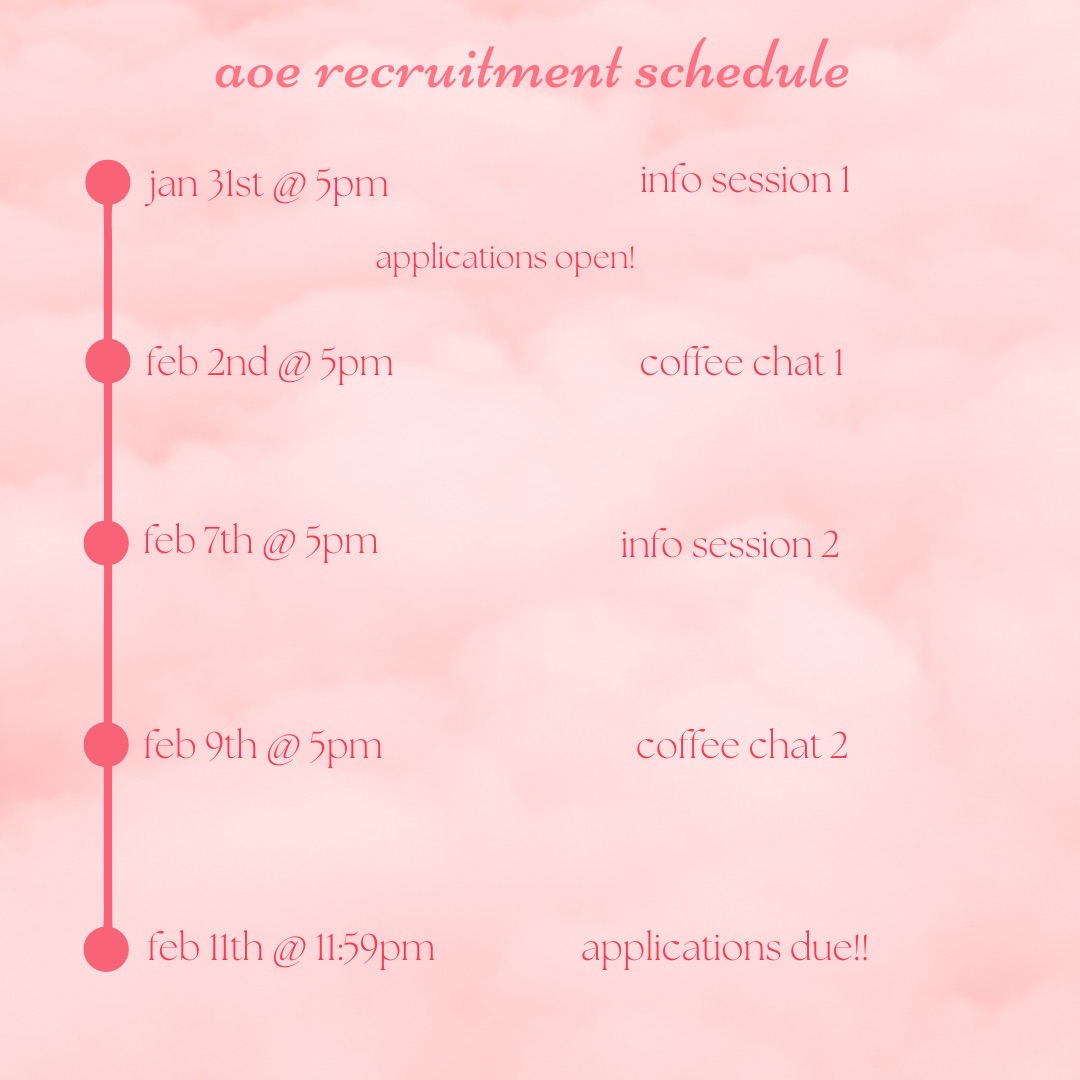 aoe recruitment schedule
jan 31st @ 5pm info session 1
applications open!
feb 2nd @ 5pm coffee chat 1
feb 7th @ 5pm info session 2
feb 9th @ 5pm coffee chat 2
feb 11th @ 11:59pm applications due!!